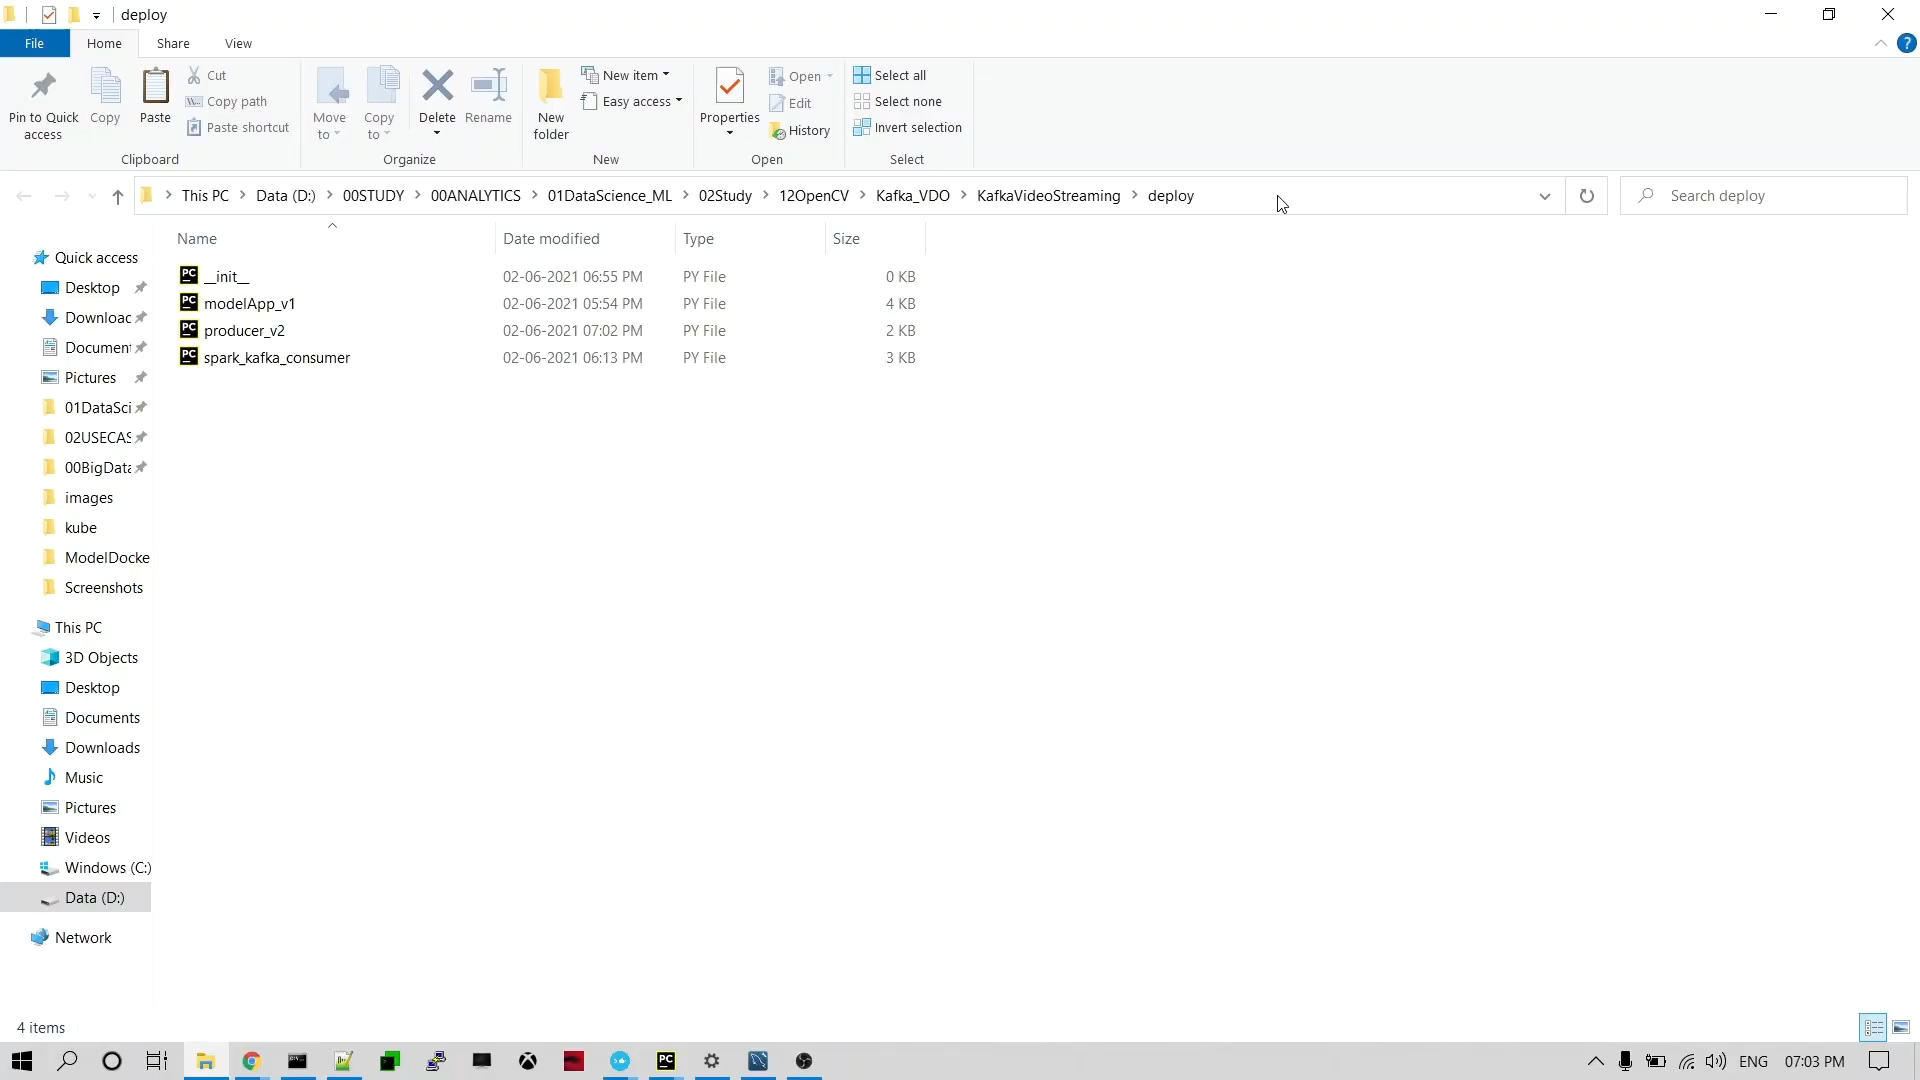 deploy
File Home Share View
Pin to Quick access
Copy
Paste
Cut
Copy path
Paste shortcut
Clipboard
Move to
Copy to
Delete
Rename
Organize
New folder
New item
Easy access
New
Properties
Open
Edit
History
Open
Select all
Select none
Invert selection
Select
This PC Data (D:) 00STUDY 00ANALYTICS 01DataScience_ML 02Study 12OpenCV Kafka_VDO KafkaVideoStreaming deploy
Search deploy
Name Date modified Type Size
__init__ 02-06-2021 06:55 PM PY File 0 KB
modelApp_v1 02-06-2021 05:54 PM PY File 4 KB
producer_v2 02-06-2021 07:02 PM PY File 2 KB
spark_kafka_consumer 02-06-2021 06:13 PM PY File 3 KB
Quick access
Desktop
Downloac
Document
Pictures
01DataSci
02USECAS
00BigData
images
kube
ModelDocke
Screenshots
This PC
3D Objects
Desktop
Documents
Downloads
Music
Pictures
Videos
Windows (C:)
Data (D:)
Network
4 items
ENG 07:03 PM